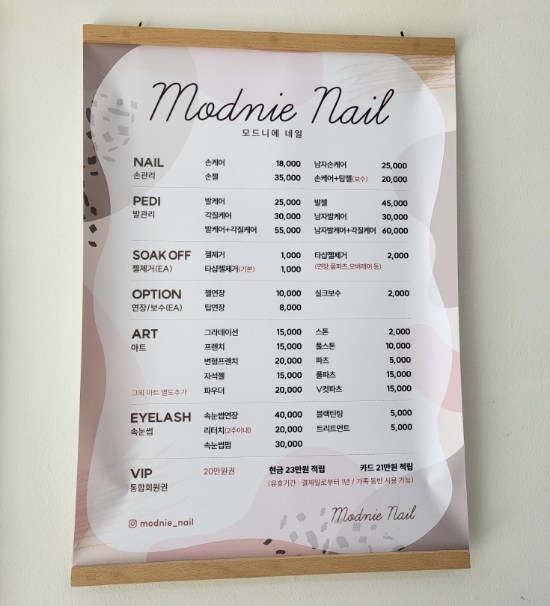 Modnie Nail
모드니에 네일
NAIL 손케어 18,000 남자손케어 25,000
손관리 손젤 35,000 손케어+탑젤(보수) 20,000
PEDI 발케어 25,000 발젤 45,000
발관리 각질케어 30,000 남자발케어 30,000
발케어+각질케어 55,000 남자발케어+각질케어 60,000
SOAK OFF 젤제거 1,000 타샵젤제거 2,000
젤제거(EA) 타샵젤제거(기본) 1,000 (연장,풀파츠,오버레이 등)
OPTION 젤연장 10,000 실크보수 2,000
연장/보수(EA) 팁연장 8,000
ART 그라데이션 15,000 스톤 2,000
아트 프렌치 15,000 풀스톤 10,000
변형프렌치 20,000 파츠 5,000
자석젤 15,000 풀파츠 15,000
그외 아트 별도추가 파우더 20,000 V컷파츠 15,000
EYELASH 속눈썹연장 40,000 블랙틴팅 5,000
속눈썹 리터치(2주이내) 20,000 트리트먼트 5,000
속눈썹펌 30,000
VIP 20만원권 현금 23만원 적립 카드 21만원 적립
통합회원권 (유효기간 : 결제일로부터 1년 / 가족 동반 사용 가능)
modnie_nail
Modnie Nail